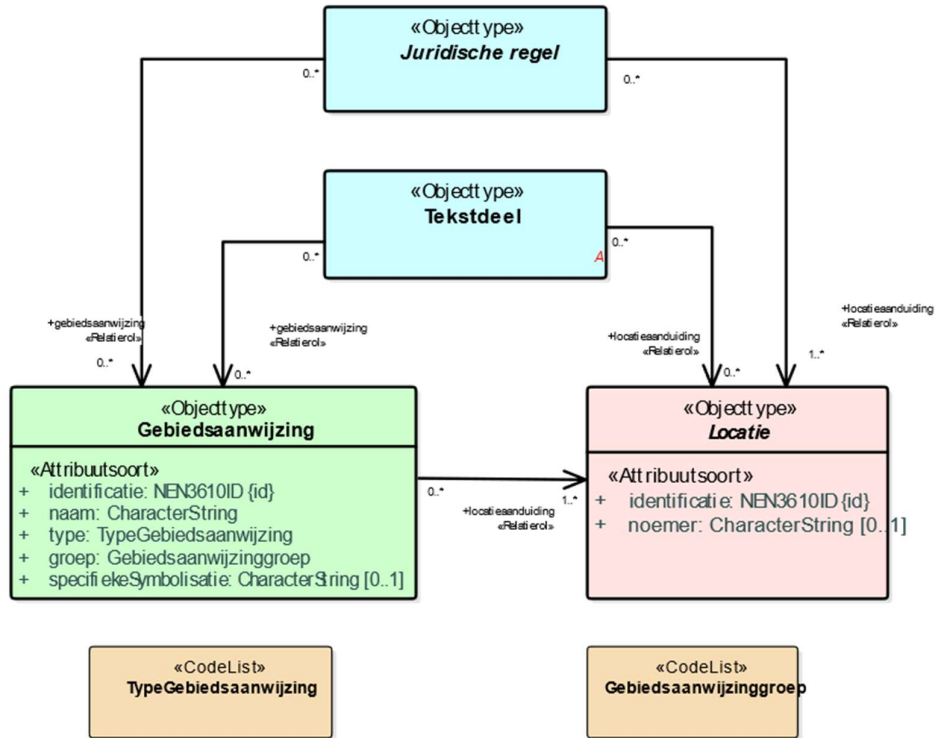 «Objecttype»
Juridische regel
0..*
0..*
«Objecttype»
Tekstdeel
0..*
0..*
A
+gebiedsaanwijzing
«Relatierol»
0..*
+gebiedsaanwijzing
«Relatierol»
0..*
+locatieaanduiding
«Relatierol»
0..*
+locatieaanduiding
«Relatierol»
1..*
«Objecttype»
Gebiedsaanwijzing
«Attribuutsoort»
+ identificatie: NEN3610ID {id}
+ naam: CharacterString
+ type: TypeGebiedsaanwijzing
+ groep: Gebiedsaanwijzinggroep
+ specifiekeSymbolisatie: CharacterString [0..1]
0..*
1..*
+locatieaanduiding
«Relatierol»
«Objecttype»
Locatie
«Attribuutsoort»
+ identificatie: NEN3610ID {id}
+ noemer: CharacterString [0..1]
«CodeList»
TypeGebiedsaanwijzing
«CodeList»
Gebiedsaanwijzinggroep